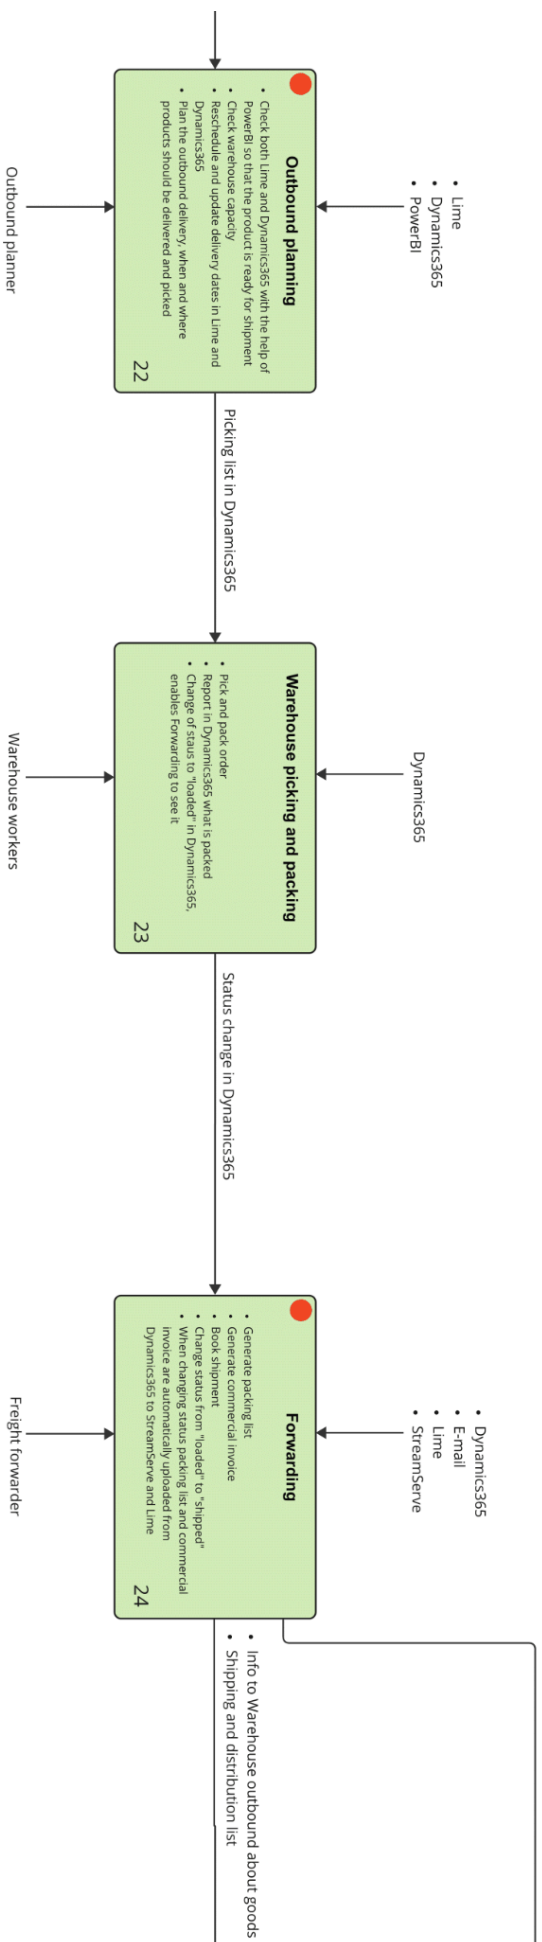 • Lime
• Dynamics365
• PowerBI
Outbound planning
• Check both Lime and Dynamics365 with the help of
PowerBI so that the product is ready for shipment
• Check warehouse capacity
• Reschedule and update delivery dates in Lime and
Dynamics365
• Plan the outbound delivery, when and where
products should be delivered and picked
22
Outbound planner
Picking list in Dynamics365
Dynamics365
Warehouse picking and packing
• Pick and pack order
• Report in Dynamics365 what is packed
• Change of staus to "loaded" in Dynamics365,
enables Forwarding to see it
23
Warehouse workers
Status change in Dynamics365
• Dynamics365
• E-mail
• Lime
• StreamServe
Forwarding
• Generate packing list
• Generate commercial invoice
• Book shipment
• Change status from "loaded" to "shipped"
• When changing status packing list and commercial
invoice are automatically uploaded from
Dynamics365 to StreamServe and Lime
24
Freight forwarder
• Info to Warehouse outbound about goods
• Shipping and distribution list